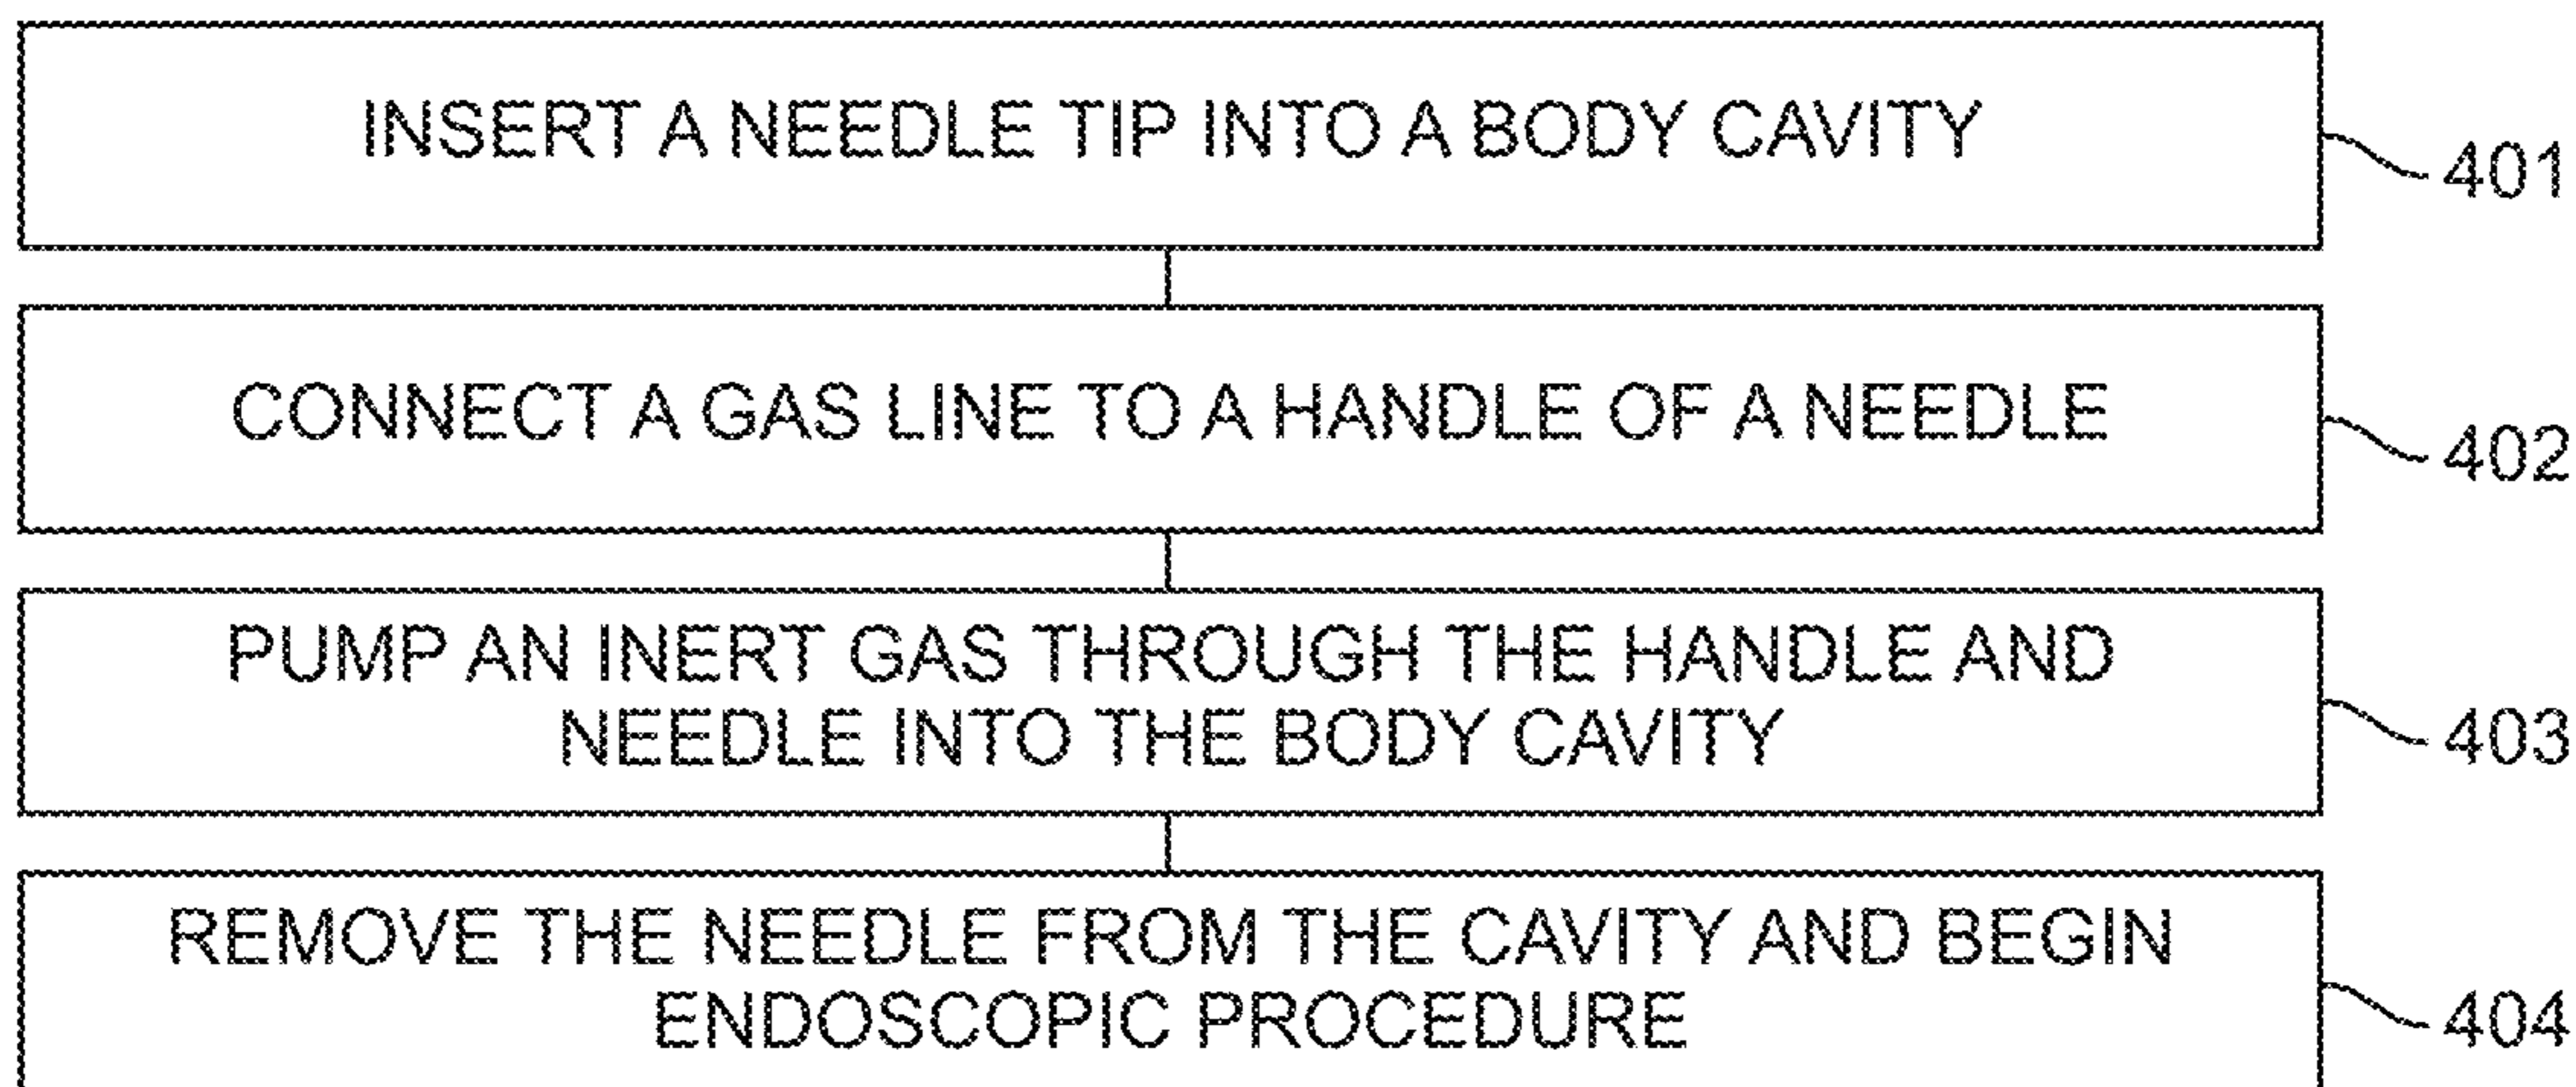 INSERT A NEEDLE TIP INTO A BODY CAVITY
401
CONNECT A GAS LINE TO A HANDLE OF A NEEDLE
402
PUMP AN INERT GAS THROUGH THE HANDLE AND
NEEDLE INTO THE BODY CAVITY
403
REMOVE THE NEEDLE FROM THE CAVITY AND BEGIN
ENDOSCOPIC PROCEDURE
404